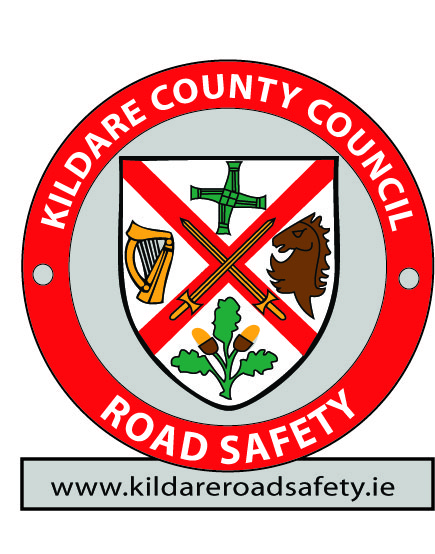 KILDARE COUNTY COUNCIL
ROAD SAFETY
www.kildareroadsafety.ie